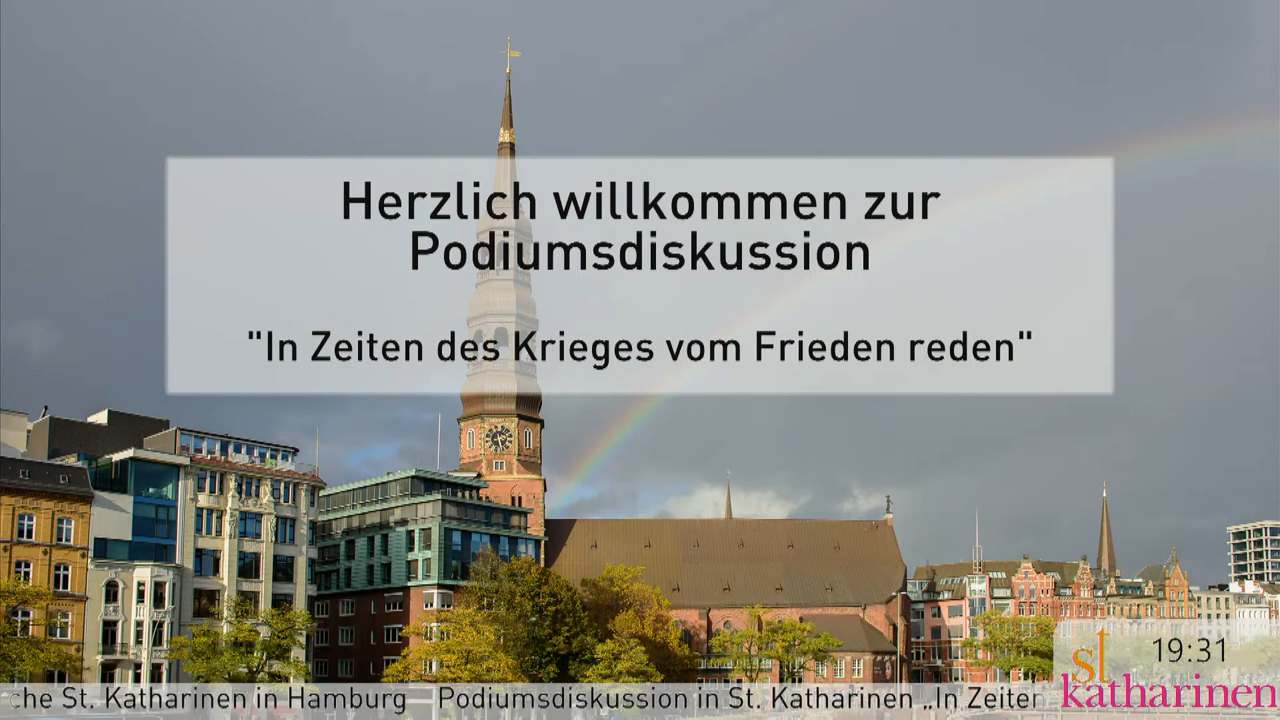 Herzlich willkommen zur
Podiumsdiskussion
"In Zeiten des Krieges vom Frieden reden"
19:31
st
katharinen
che St. Katharinen in Hamburg Podiumsdiskussion in St. Katharinen „In Zeiten